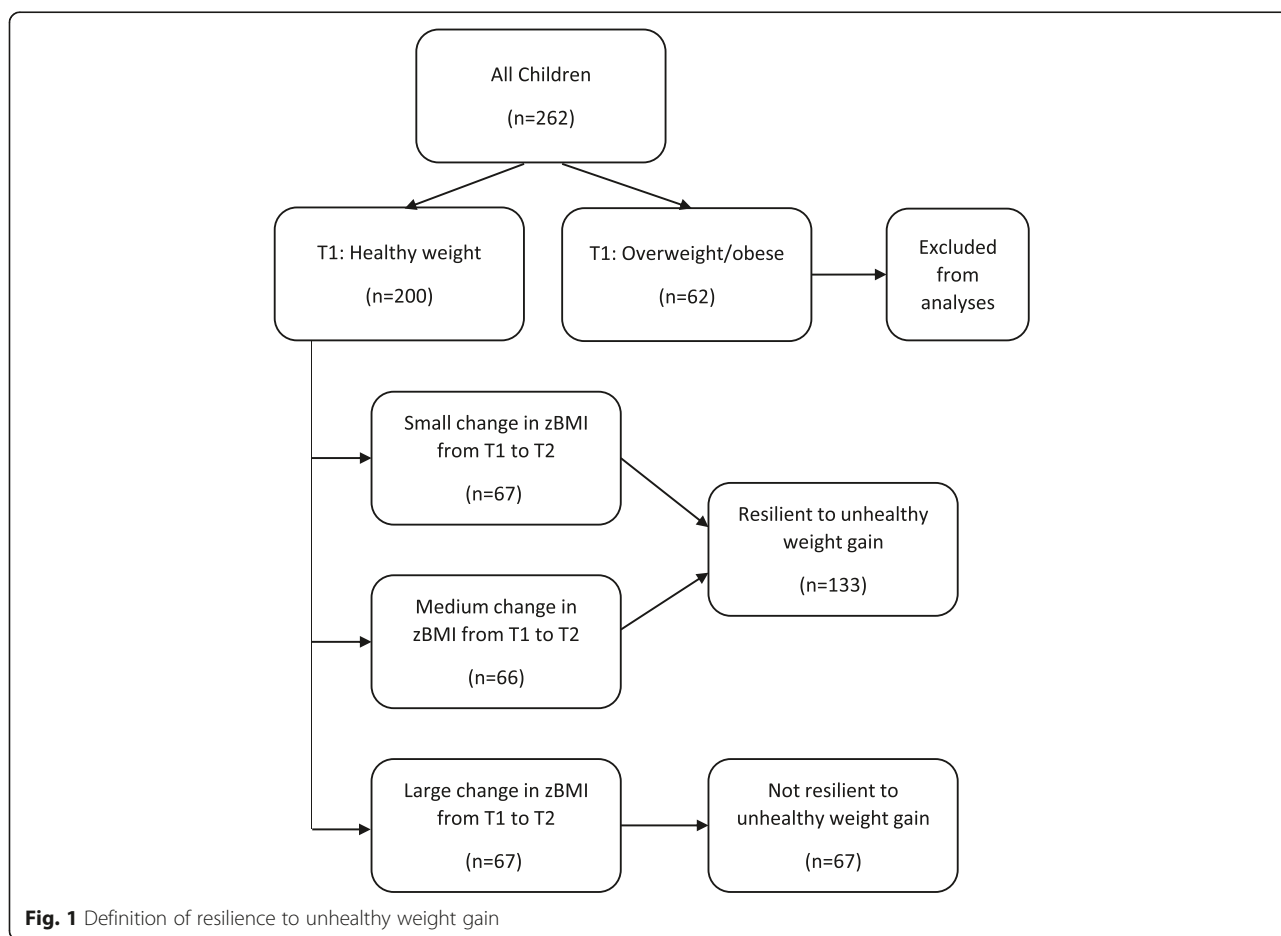 All Children
(n=262)
T1: Healthy weight
(n=200)
T1: Overweight/obese
(n=62)
Excluded
from
analyses
Small change in zBMI
from T1 to T2
(n=67)
Medium change in
zBMI from T1 to T2
(n=66)
Resilient to unhealthy
weight gain
(n=133)
Large change in zBMI
from T1 to T2
(n=67)
Not resilient to
unhealthy weight gain
(n=67)
Fig. 1 Definition of resilience to unhealthy weight gain